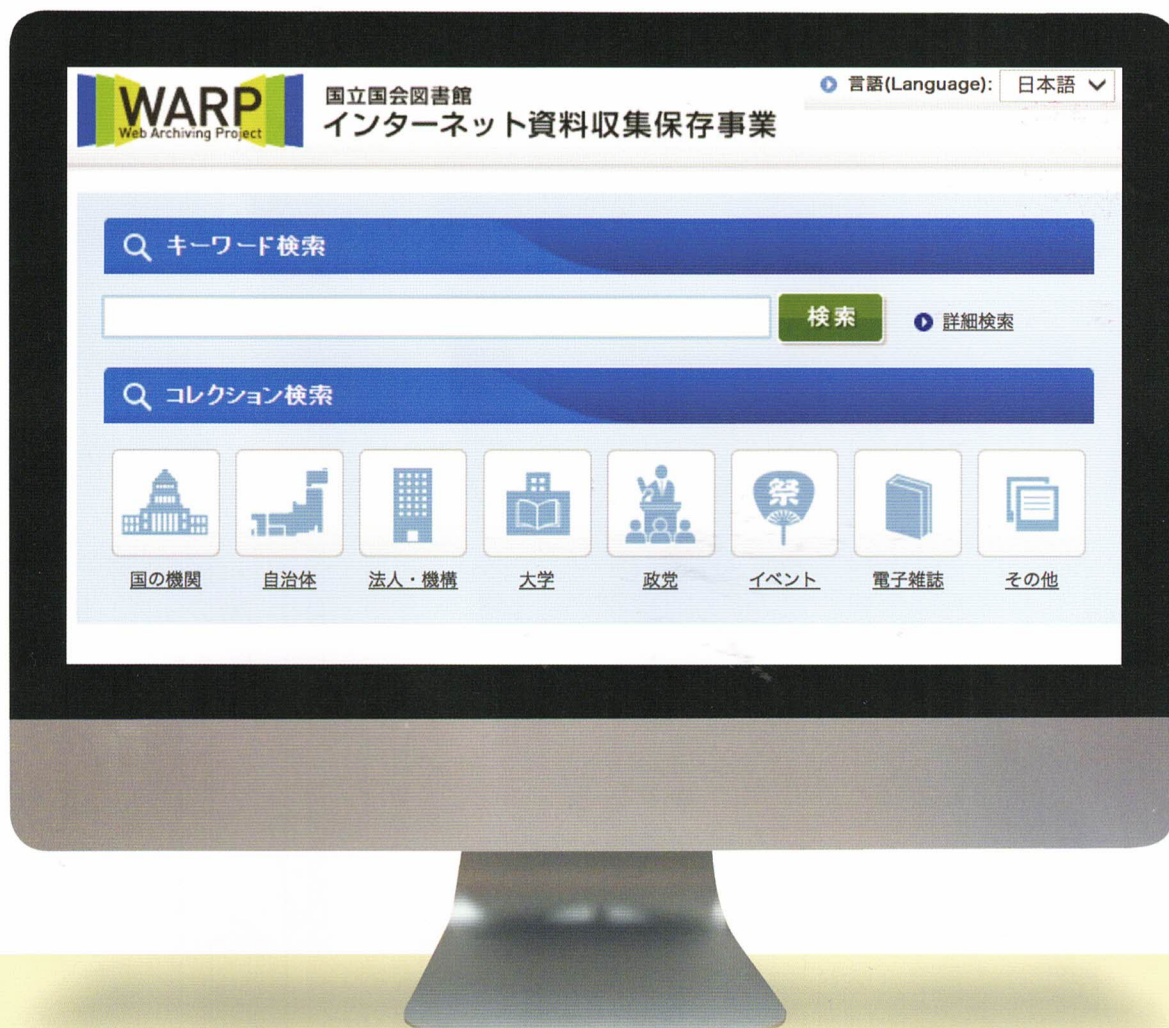 WARP
Web Archiving Project
国立国会図書館
インターネット資料収集保存事業
言語(Language): 日本語
キーワード検索
検索
詳細検索
コレクション検索
祭
国の機関
自治体
法人・機構
大学
政党
イベント
電子雑誌
その他